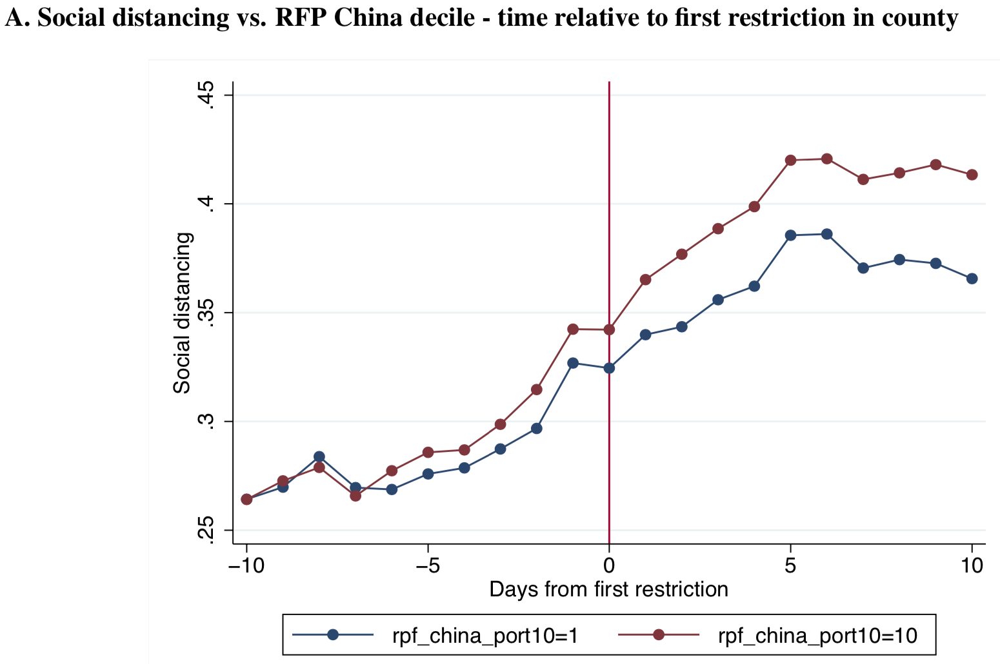 A. Social distancing vs. RFP China decile - time relative to first restriction in county
.45
.4
.35
.3
.25
Social distancing
−10 −5 0 5 10
Days from first restriction
rpf_china_port10=1 rpf_china_port10=10